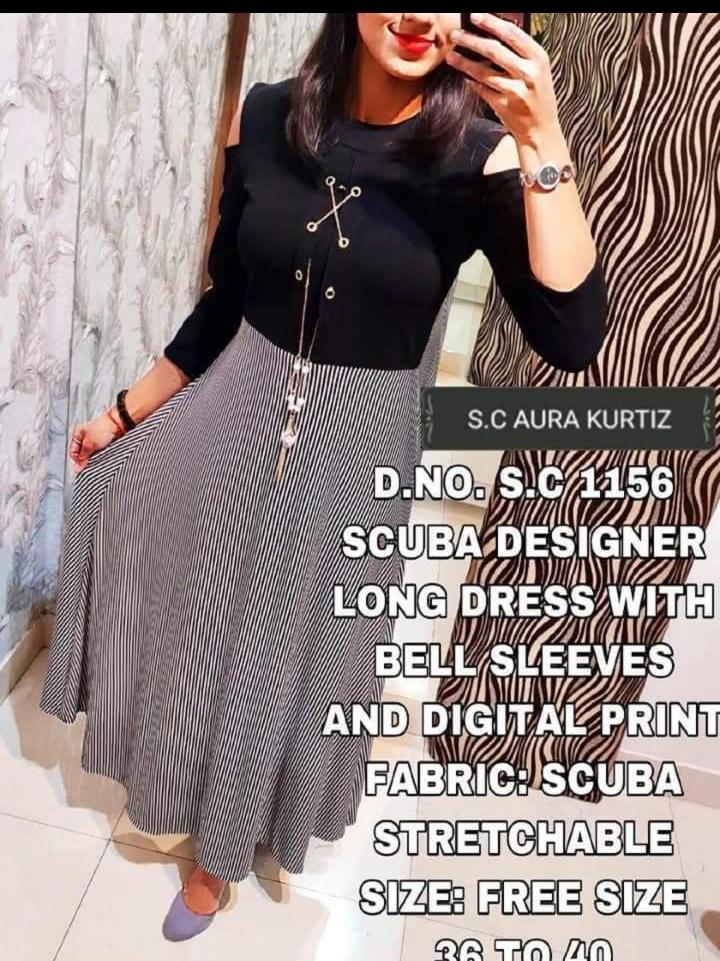 S.C AURA KURTIZ
D.NO. S.C 1156
SCUBA DESIGNER
LONG DRESS WITH
BELL SLEEVES
AND DIGITAL PRINT
FABRIC: SCUBA
STRETCHABLE
SIZE: FREE SIZE
36 TO 40